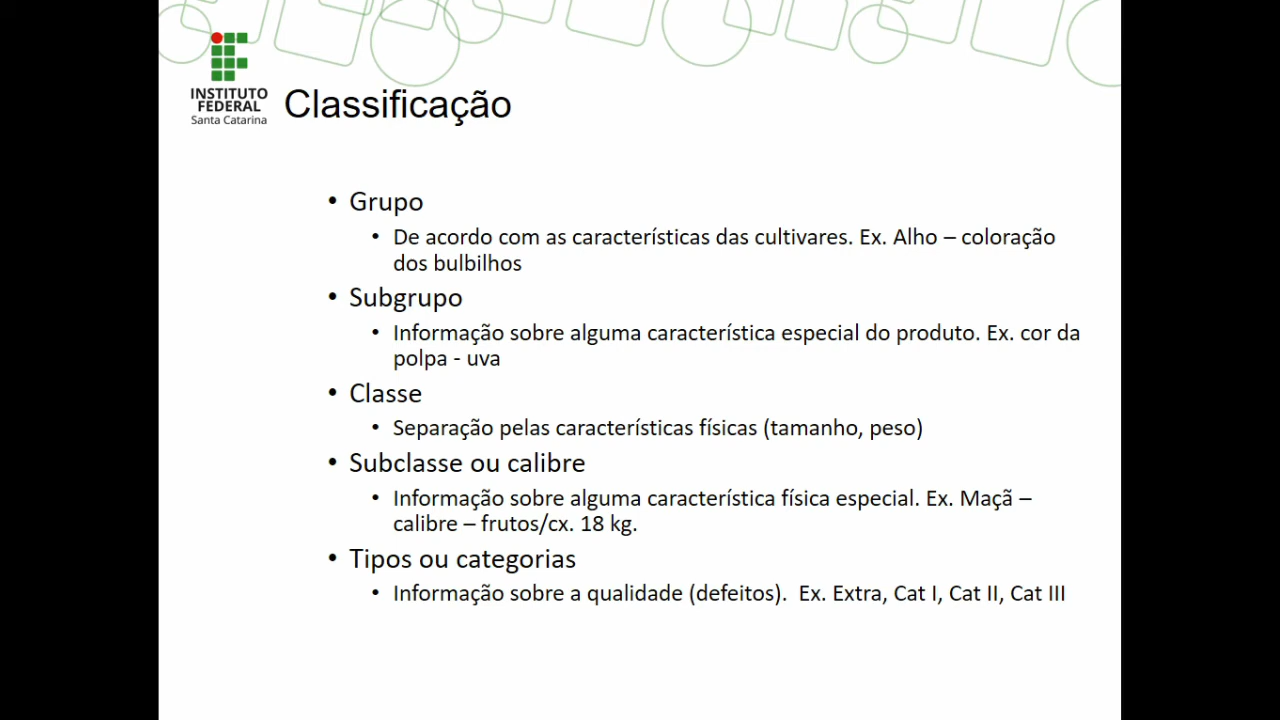 INSTITUTO
FEDERAL
Santa Catarina
Classificação
• Grupo
• De acordo com as características das cultivares. Ex. Alho – coloração
dos bulbilhos
• Subgrupo
• Informação sobre alguma característica especial do produto. Ex. cor da
polpa - uva
• Classe
• Separação pelas características físicas (tamanho, peso)
• Subclasse ou calibre
• Informação sobre alguma característica física especial. Ex. Maçã –
calibre – frutos/cx. 18 kg.
• Tipos ou categorias
• Informação sobre a qualidade (defeitos).  Ex. Extra, Cat I, Cat II, Cat III